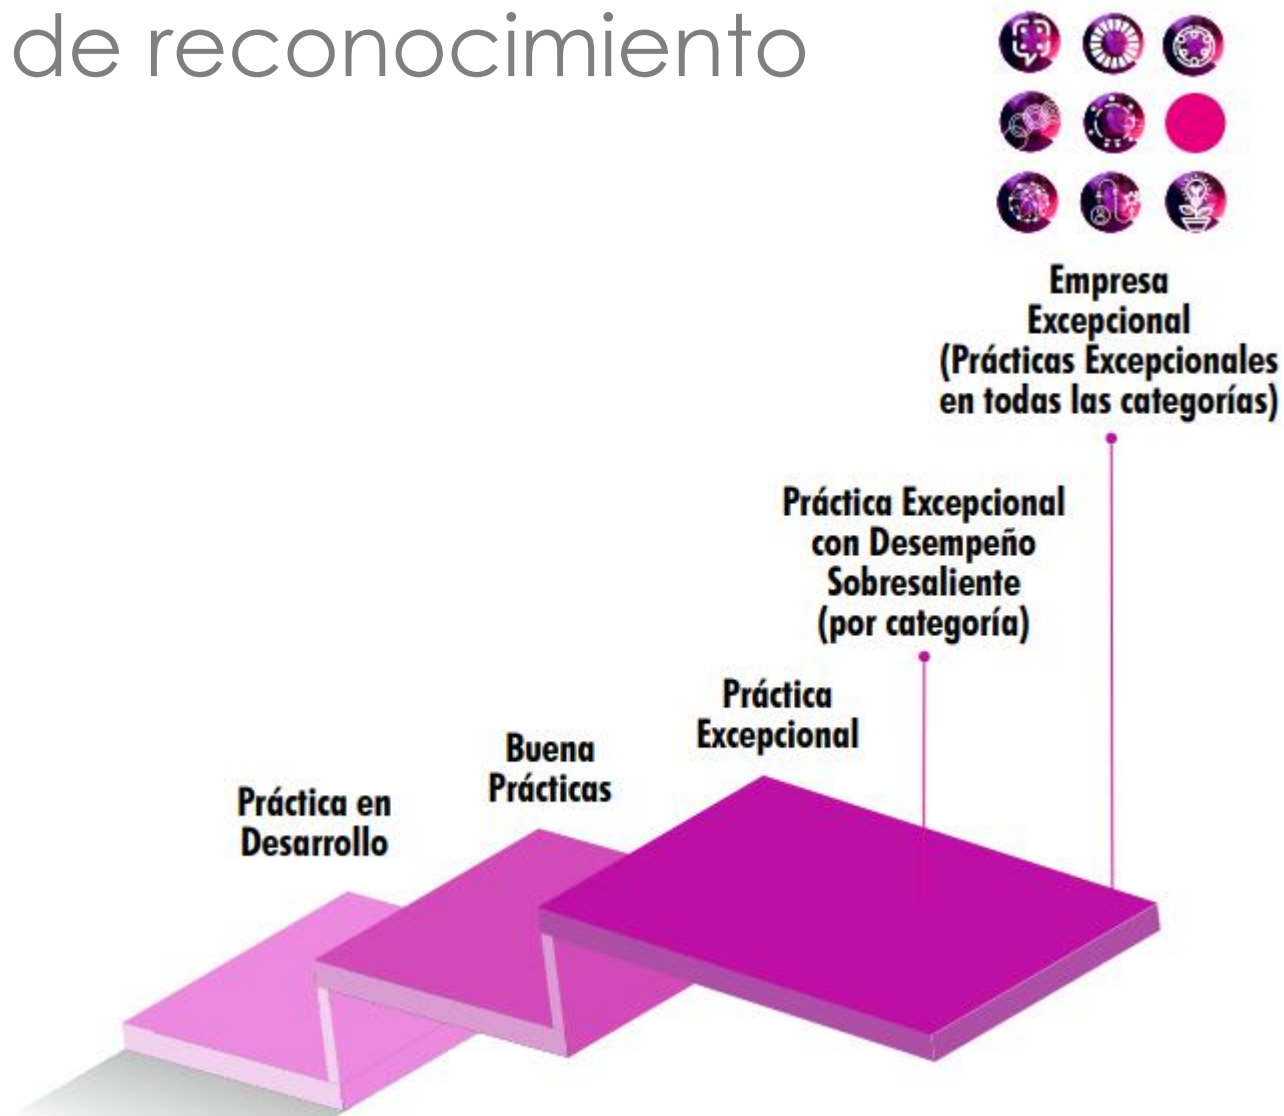 de reconocimiento
Empresa
Excepcional
(Prácticas Excepcionales
en todas las categorías)
Práctica Excepcional
con Desempeño
Sobresaliente
(por categoría)
Práctica
Excepcional
Buena
Prácticas
Práctica en
Desarrollo